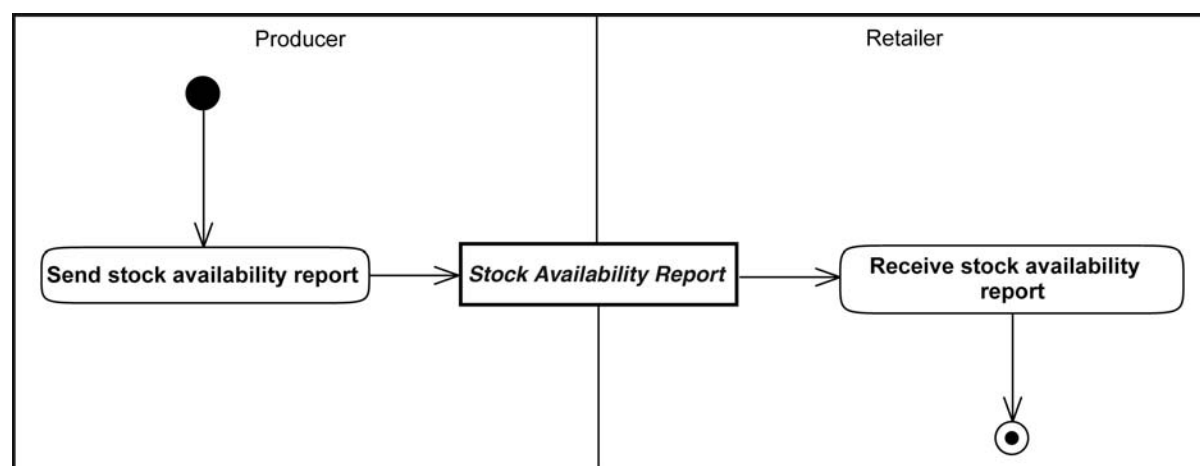 Producer
Retailer
Send stock availability report
Stock Availability Report
Receive stock availability
report